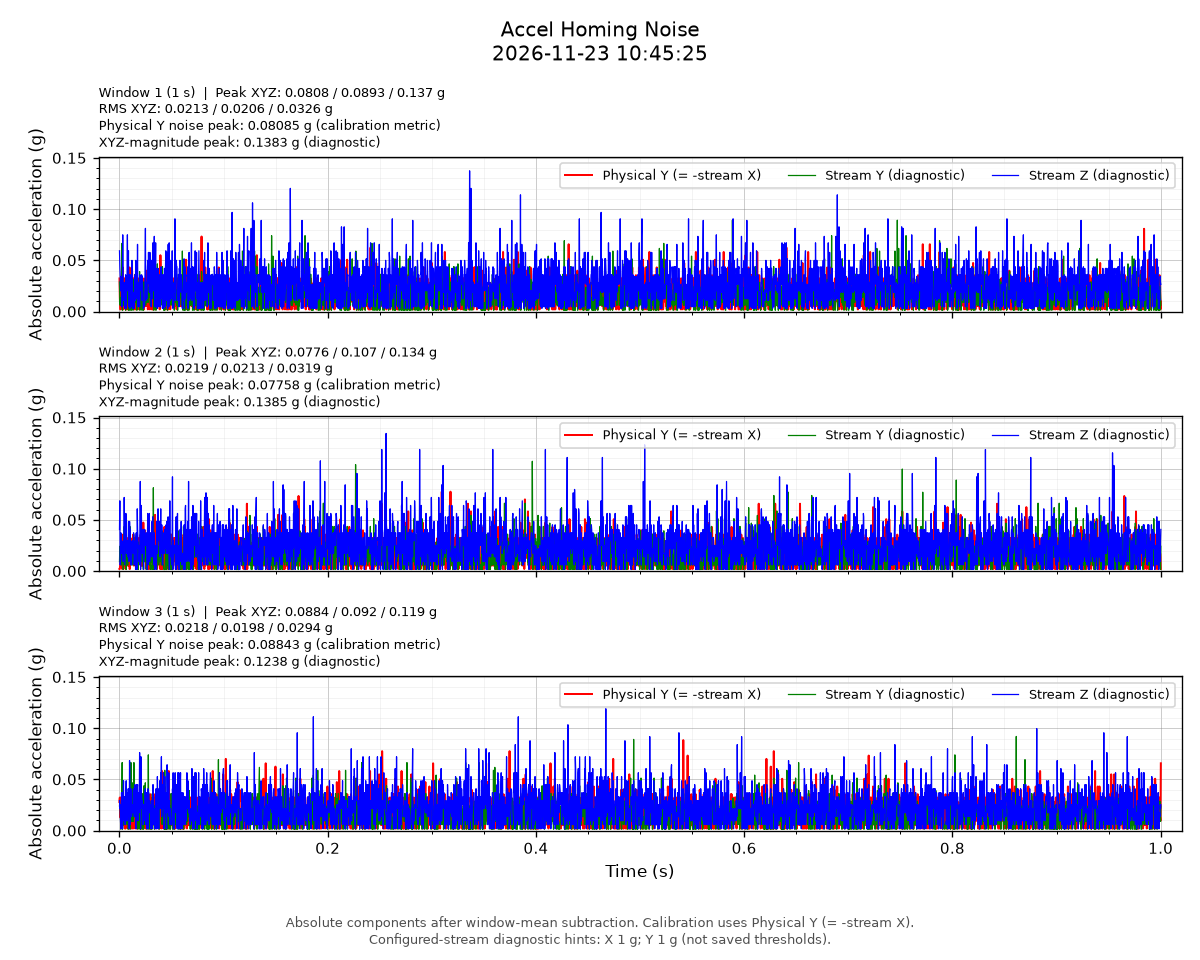 Accel Homing Noise
2026-11-23 10:45:25
Window 1 (1 s)  |  Peak XYZ: 0.0808 / 0.0893 / 0.137 g
RMS XYZ: 0.0213 / 0.0206 / 0.0326 g
Physical Y noise peak: 0.08085 g (calibration metric)
XYZ-magnitude peak: 0.1383 g (diagnostic)
Absolute acceleration (g)
0.15
0.10
0.05
0.00
Physical Y (= -stream X)
Stream Y (diagnostic)
Stream Z (diagnostic)
Window 2 (1 s)  |  Peak XYZ: 0.0776 / 0.107 / 0.134 g
RMS XYZ: 0.0219 / 0.0213 / 0.0319 g
Physical Y noise peak: 0.07758 g (calibration metric)
XYZ-magnitude peak: 0.1385 g (diagnostic)
Absolute acceleration (g)
0.15
0.10
0.05
0.00
Physical Y (= -stream X)
Stream Y (diagnostic)
Stream Z (diagnostic)
Window 3 (1 s)  |  Peak XYZ: 0.0884 / 0.092 / 0.119 g
RMS XYZ: 0.0218 / 0.0198 / 0.0294 g
Physical Y noise peak: 0.08843 g (calibration metric)
XYZ-magnitude peak: 0.1238 g (diagnostic)
Absolute acceleration (g)
0.15
0.10
0.05
0.00
Physical Y (= -stream X)
Stream Y (diagnostic)
Stream Z (diagnostic)
0.0 0.2 0.4 0.6 0.8 1.0
Time (s)
Absolute components after window-mean subtraction. Calibration uses Physical Y (= -stream X).
Configured-stream diagnostic hints: X 1 g; Y 1 g (not saved thresholds).